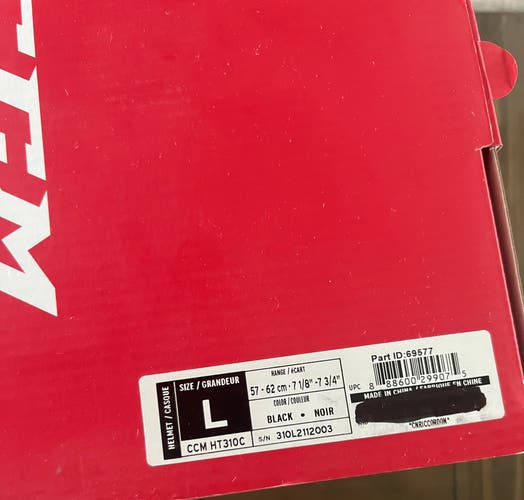 HELMET / CASQUE
SIZE / GRANDEUR
L
CCM HT310C
RANGE / ÉCART
57 - 62 cm · 7 1/8" -7 3/4"
COLOR / COULEUR
BLACK • NOIR
S/N 310L2112003
Part ID:69577
UPC 8 88600 29907 5
MADE IN CHINA / FABRIQUÉ EN CHINE
"CNRICCORDON"